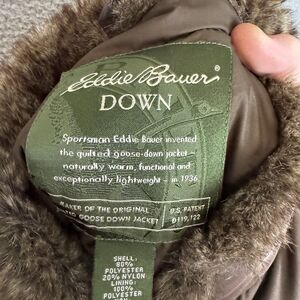 Eddie Bauer
DOWN
Sportsman Eddie Bauer invented
the quilted goose-down jacket –
naturally warm, functional and
exceptionally lightweight – in 1936.
MAKER OF THE ORIGINAL
GOOSE DOWN JACKET
U.S. PATENT
D119,122
SHELL:
80%
POLYESTER
20% NYLON
LINING:
100%
POLYESTER